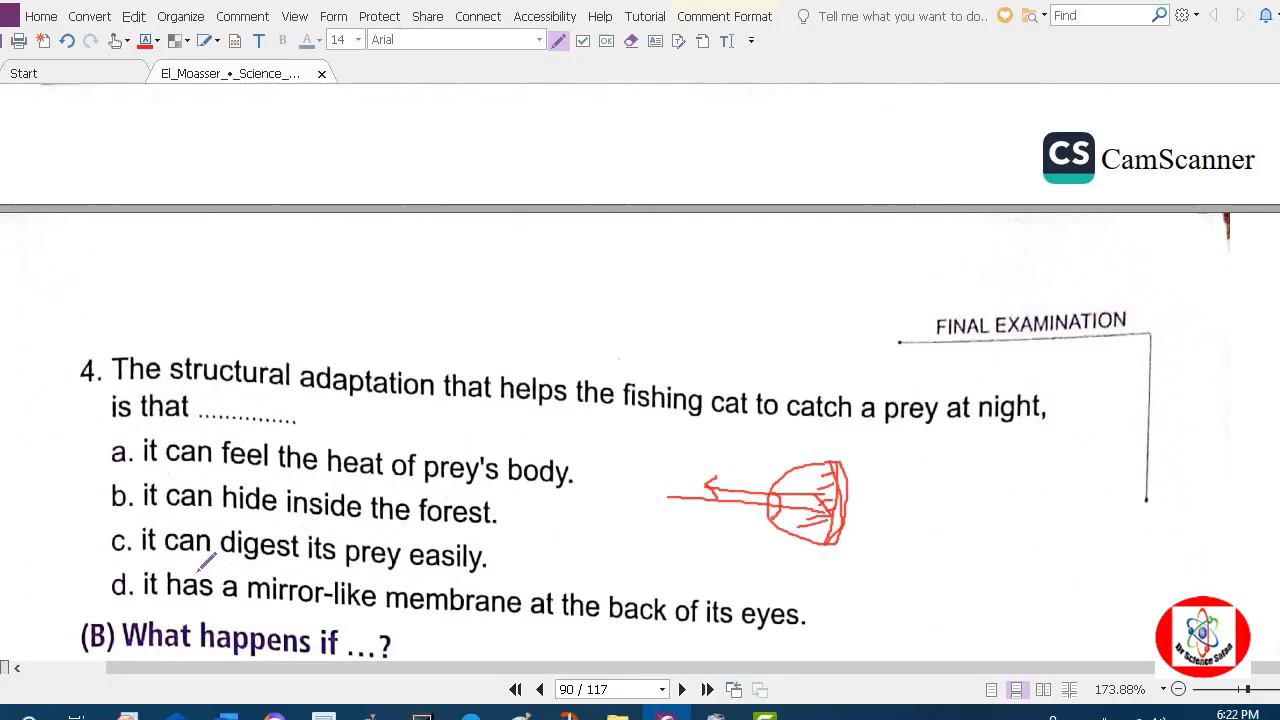 Home Convert Edit Organize Comment View Form Protect Share Connect Accessibility Help Tutorial Comment Format Tell me what you want to do.. Find
14 Arial
Start El_Moasser_•_Science_...
CS CamScanner
FINAL EXAMINATION
4. The structural adaptation that helps the fishing cat to catch a prey at night,
is that ...............
a. it can feel the heat of prey's body.
b. it can hide inside the forest.
c. it can digest its prey easily.
d. it has a mirror-like membrane at the back of its eyes.
(B) What happens if ...?
Dr Science Safaa
90 / 117 173.88%
6:22 PM